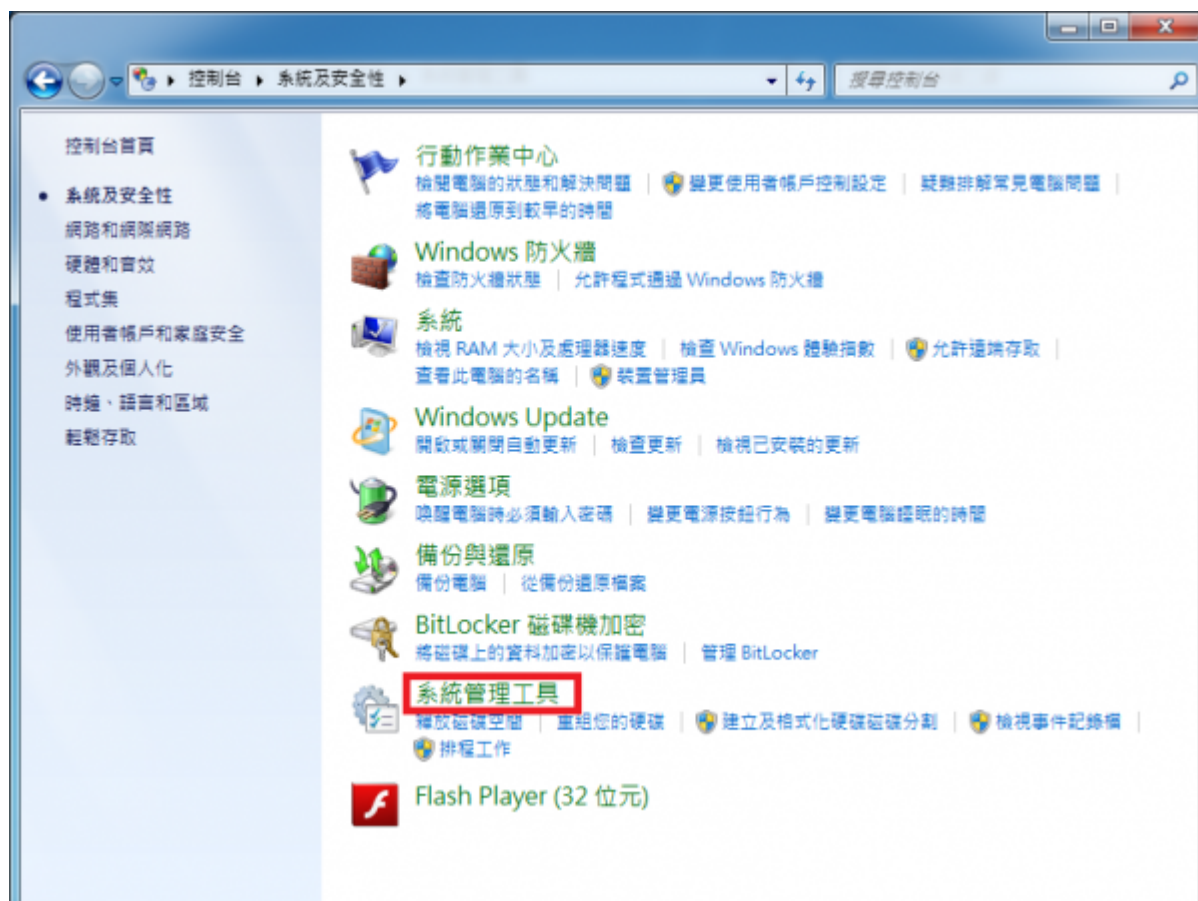 控制台 ▸ 系統及安全性 ▸
搜尋控制台
控制台首頁
系統及安全性
網路和網際網路
硬體和音效
程式集
使用者帳戶和家庭安全
外觀及個人化
時鐘、語言和區域
輕鬆存取
行動作業中心
檢閱電腦的狀態和解決問題 變更使用者帳戶控制設定 疑難排解常見電腦問題
將電腦還原到較早的時間
Windows 防火牆
檢查防火牆狀態 允許程式通過 Windows 防火牆
系統
檢視 RAM 大小及處理器速度 檢查 Windows 體驗指數 允許遠端存取
查看此電腦的名稱 裝置管理員
Windows Update
開啟或關閉自動更新 檢查更新 檢視已安裝的更新
電源選項
喚醒電腦時必須輸入密碼 變更電源按鈕行為 變更電腦睡眠的時間
備份與還原
備份電腦 從備份還原檔案
BitLocker 磁碟機加密
將磁碟上的資料加密以保護電腦 管理 BitLocker
系統管理工具
釋放磁碟空間 重組您的硬碟 建立及格式化硬碟磁碟分割 檢視事件記錄檔
排程工作
Flash Player (32 位元)